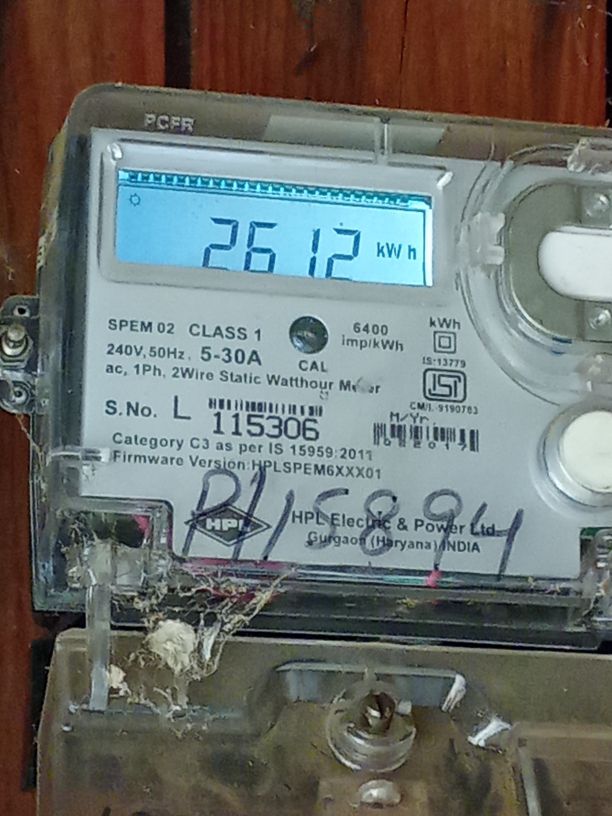 PCFR
2612 kWh
SPEM 02 CLASS 1
6400 imp/kWh
kWh
240V, 50Hz, 5-30A
CAL
IS-13779
ac, 1Ph, 2Wire Static Watthour Meter
CM/L-9190763
S.No. L 115306
M/Yr.
022017
Category C3 as per IS 15959:2011
Firmware Version:HPLSPEM6XXX01
HPL
HPL Electric & Power Ltd.
Gurgaon (Haryana) INDIA